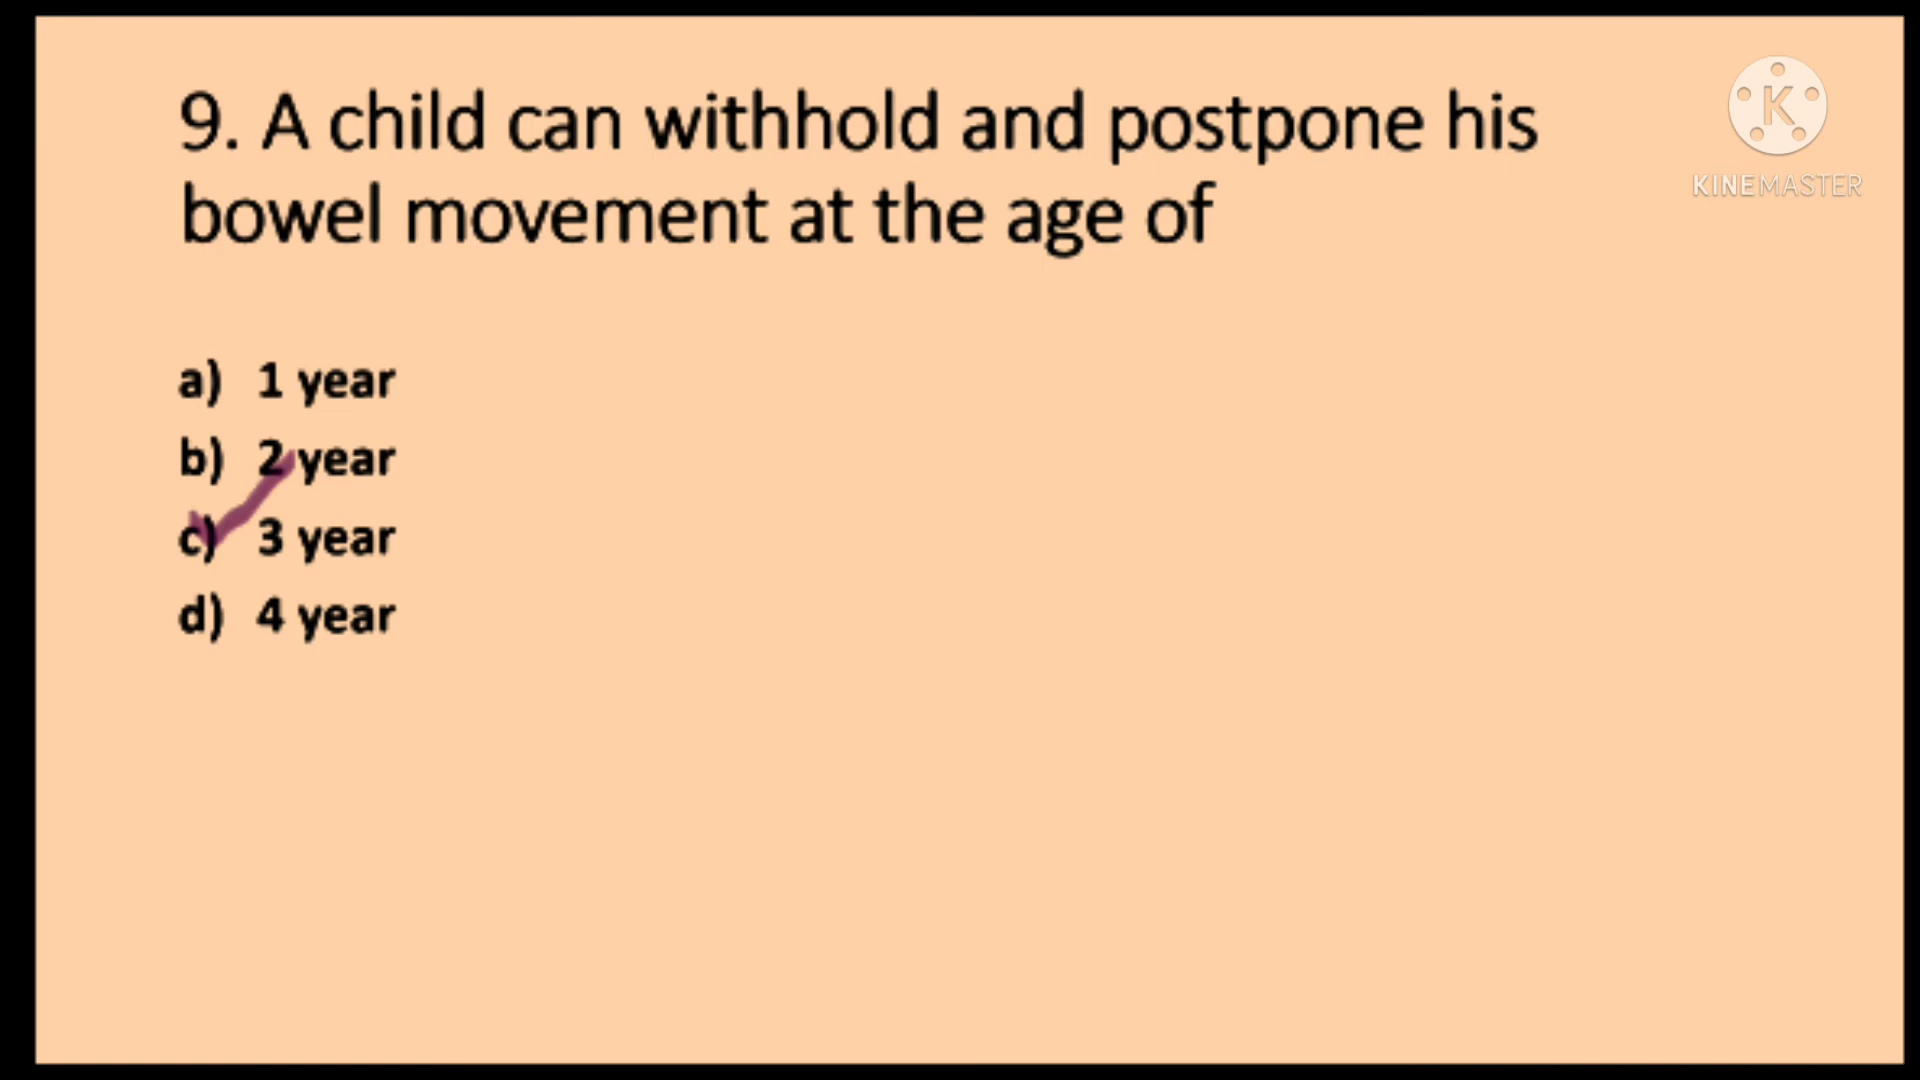 9. A child can withhold and postpone his
bowel movement at the age of
K
KINEMASTER
a) 1 year
b) 2 year
c) 3 year
d) 4 year